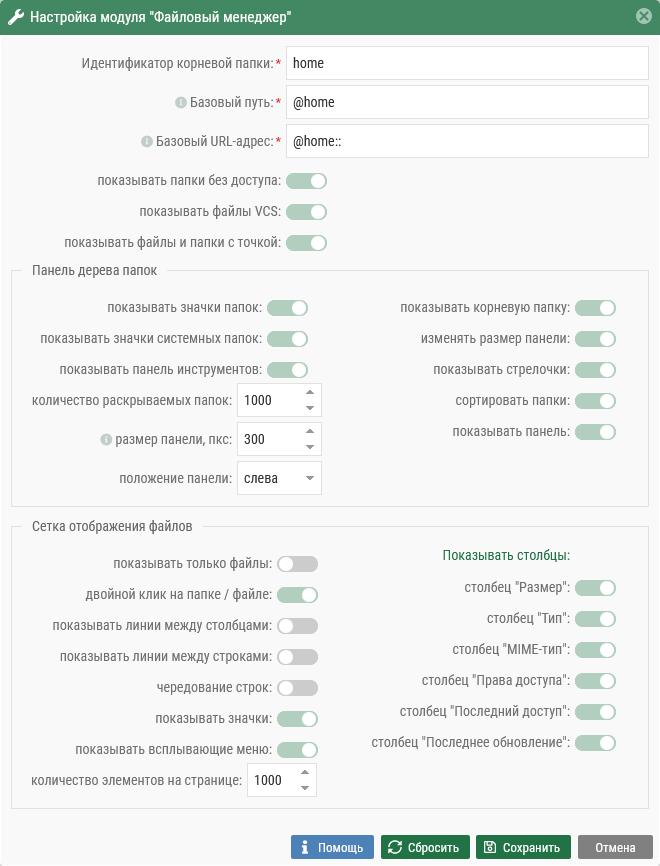 Настройка модуля "Файловый менеджер"
Идентификатор корневой папки:* home
Базовый путь:* @home
Базовый URL-адрес:* @home::
показывать папки без доступа:
показывать файлы VCS:
показывать файлы и папки с точкой:
Панель дерева папок
показывать значки папок:
показывать значки системных папок:
показывать панель инструментов:
количество раскрываемых папок: 1000
размер панели, пкс: 300
положение панели: слева
показывать корневую папку:
изменять размер панели:
показывать стрелочки:
сортировать папки:
показывать панель:
Сетка отображения файлов
показывать только файлы:
двойной клик на папке / файле:
показывать линии между столбцами:
показывать линии между строками:
чередование строк:
показывать значки:
показывать всплывающие меню:
количество элементов на странице: 1000
Показывать столбцы:
столбец "Размер":
столбец "Тип":
столбец "MIME-тип":
столбец "Права доступа":
столбец "Последний доступ":
столбец "Последнее обновление":
Помощь Сбросить Сохранить Отмена